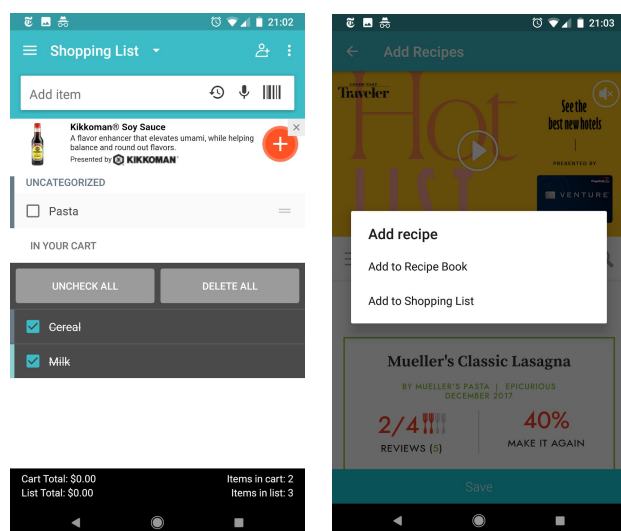 21:02
Shopping List
Add item
Kikkoman® Soy Sauce
A flavor enhancer that elevates umami, while helping
balance and round out flavors.
Presented by KIKKOMAN
UNCATEGORIZED
Pasta
IN YOUR CART
UNCHECK ALL DELETE ALL
Cereal
Milk
Cart Total: $0.00 Items in cart: 2
List Total: $0.00 Items in list: 3
21:03
Add Recipes
Traveler
HOT
LIST
See the
best new hotels
PRESENTED BY
VENTURE
Add recipe
Add to Recipe Book
Add to Shopping List
Mueller's Classic Lasagna
BY MUELLER'S PASTA | EPICURIOUS
DECEMBER 2017
2/4 40%
REVIEWS (5) MAKE IT AGAIN
Save